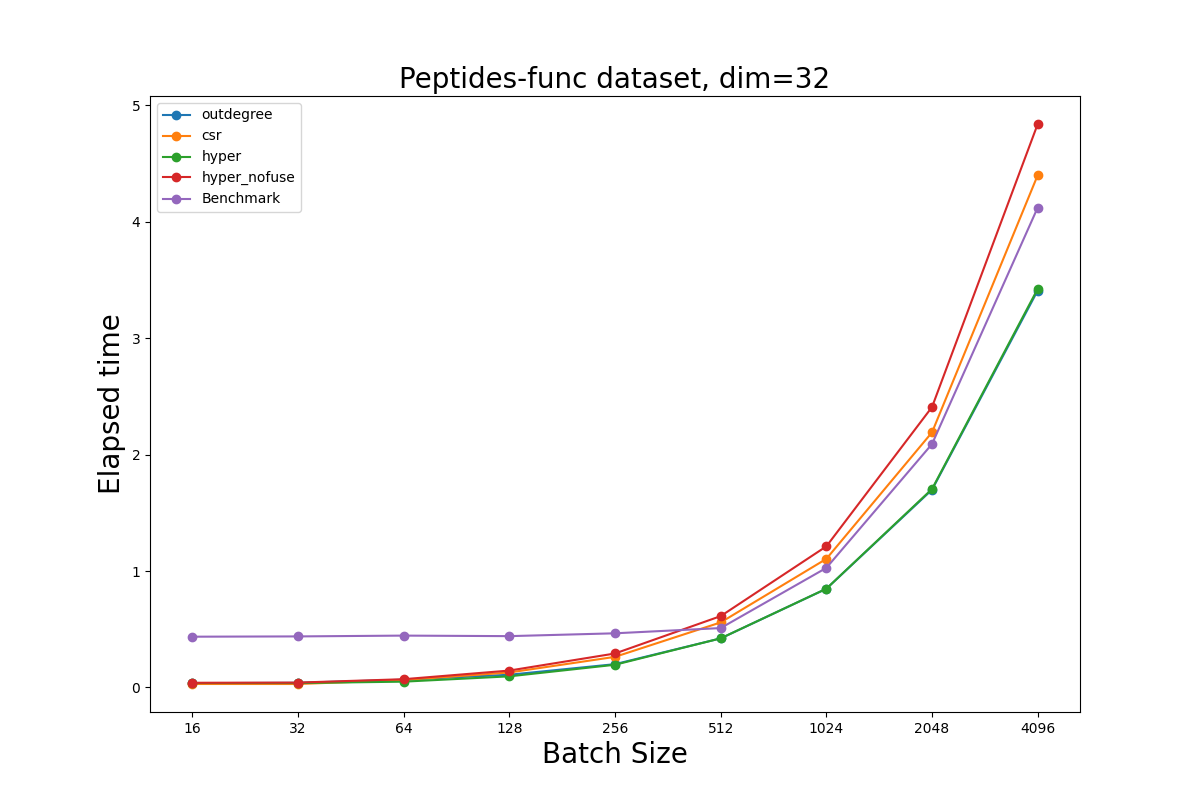 Peptides-func dataset, dim=32
outdegree
csr
hyper
hyper_nofuse
Benchmark
Elapsed time
5
4
3
2
1
0
16 32 64 128 256 512 1024 2048 4096
Batch Size